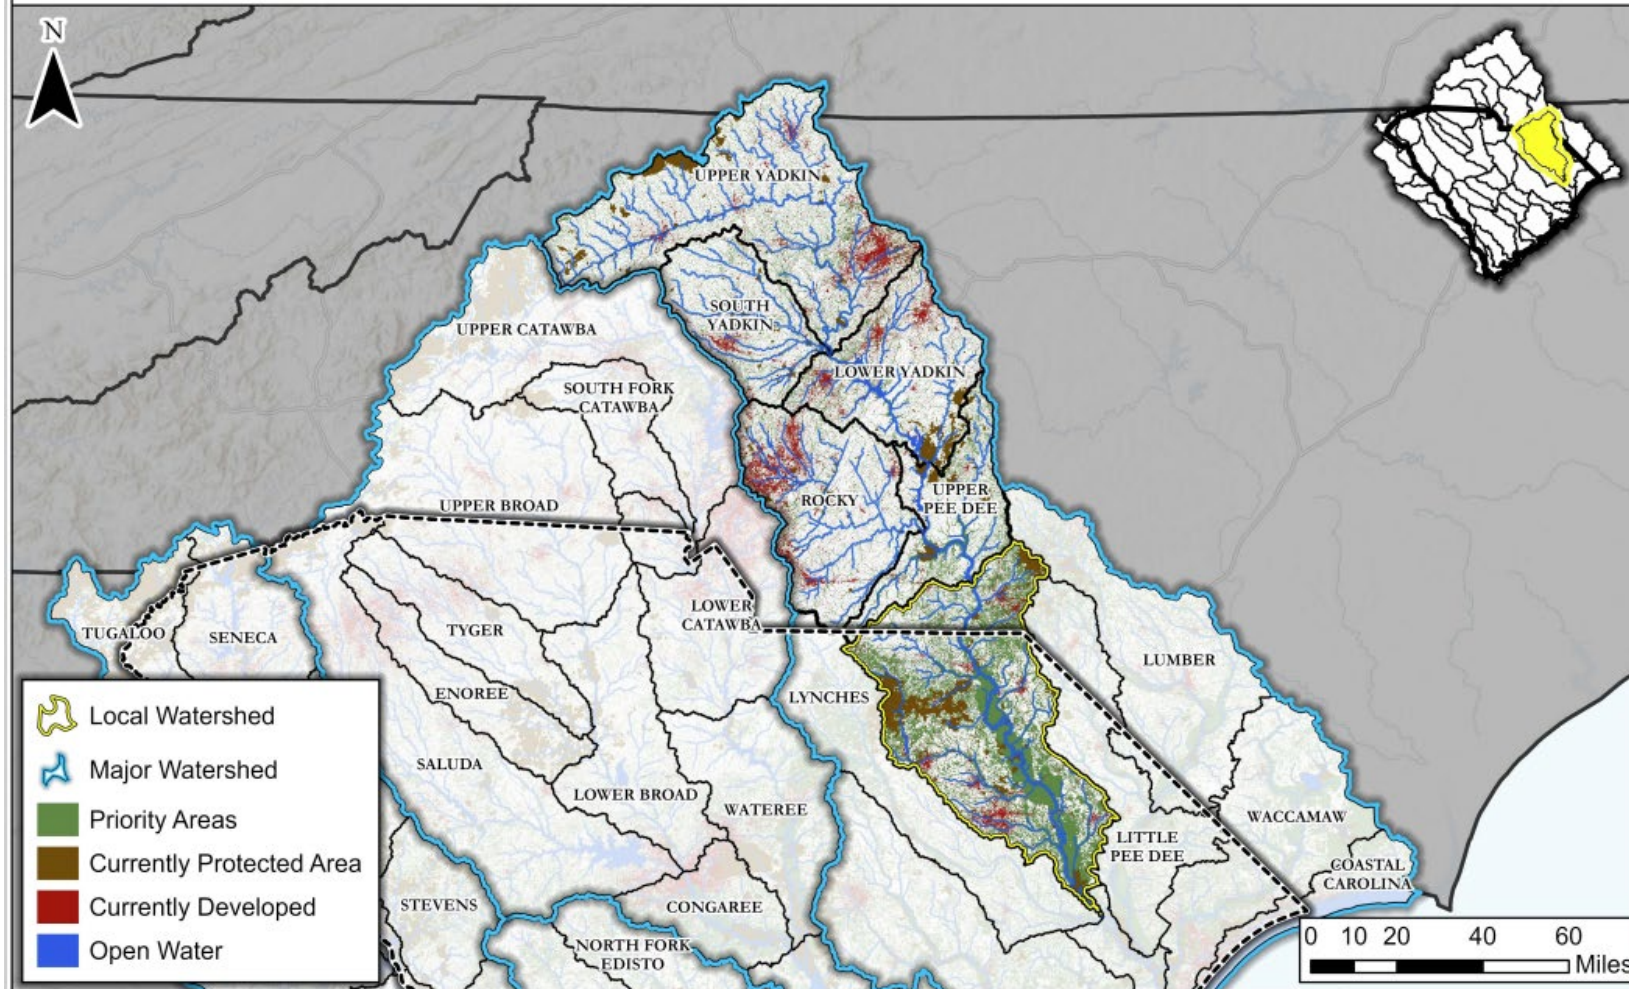 N
UPPER YADKIN
SOUTH
YADKIN
UPPER CATAWBA
LOWER YADKIN
SOUTH FORK
CATAWBA
ROCKY
UPPER
PEE DEE
UPPER BROAD
LOWER
CATAWBA
TUGALOO
SENECA
TYGER
LUMBER
ENOREE
LYNCHES
SALUDA
LOWER BROAD
WATEREE
WACCAMAW
LITTLE
PEE DEE
COASTAL
CAROLINA
STEVENS
CONGAREE
NORTH FORK
EDISTO
Local Watershed
Major Watershed
Priority Areas
Currently Protected Area
Currently Developed
Open Water
0 10 20 40 60
Miles